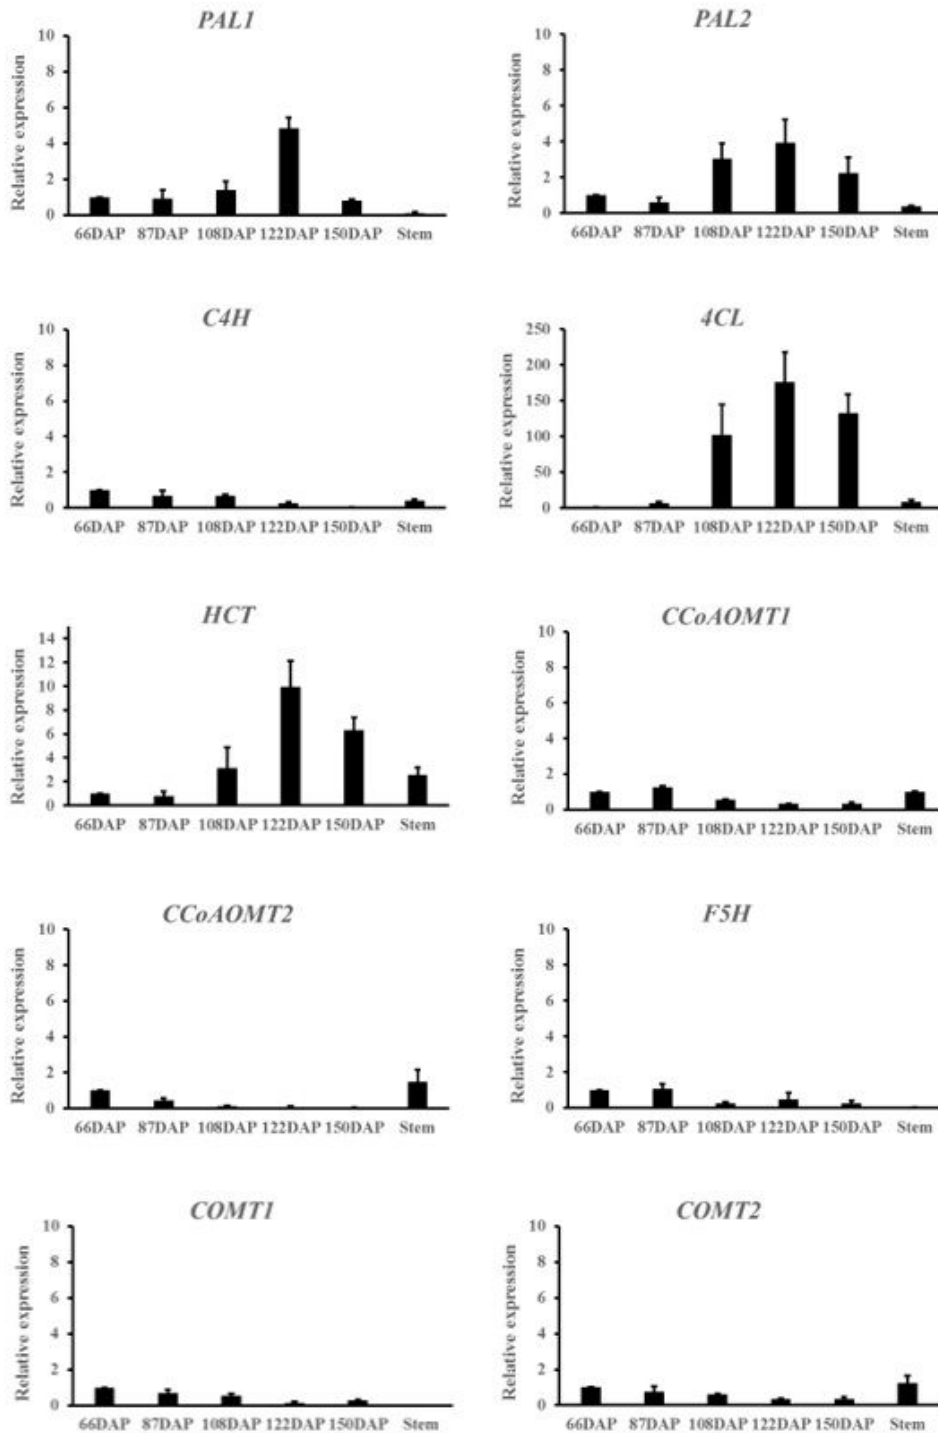 PAL1
PAL2
Relative expression
10
8
6
4
2
0
66DAP 87DAP 108DAP 122DAP 150DAP Stem
Relative expression
10
8
6
4
2
0
66DAP 87DAP 108DAP 122DAP 150DAP Stem
C4H
4CL
Relative expression
10
8
6
4
2
0
66DAP 87DAP 108DAP 122DAP 150DAP Stem
Relative expression
250
200
150
100
50
0
66DAP 87DAP 108DAP 122DAP 150DAP Stem
HCT
CCoAOMT1
Relative expression
14
12
10
8
6
4
2
0
66DAP 87DAP 108DAP 122DAP 150DAP Stem
Relative expression
10
8
6
4
2
0
66DAP 87DAP 108DAP 122DAP 150DAP Stem
CCoAOMT2
F5H
Relative expression
10
8
6
4
2
0
66DAP 87DAP 108DAP 122DAP 150DAP Stem
Relative expression
10
8
6
4
2
0
66DAP 87DAP 108DAP 122DAP 150DAP Stem
COMT1
COMT2
Relative expression
10
8
6
4
2
0
66DAP 87DAP 108DAP 122DAP 150DAP Stem
Relative expression
10
8
6
4
2
0
66DAP 87DAP 108DAP 122DAP 150DAP Stem